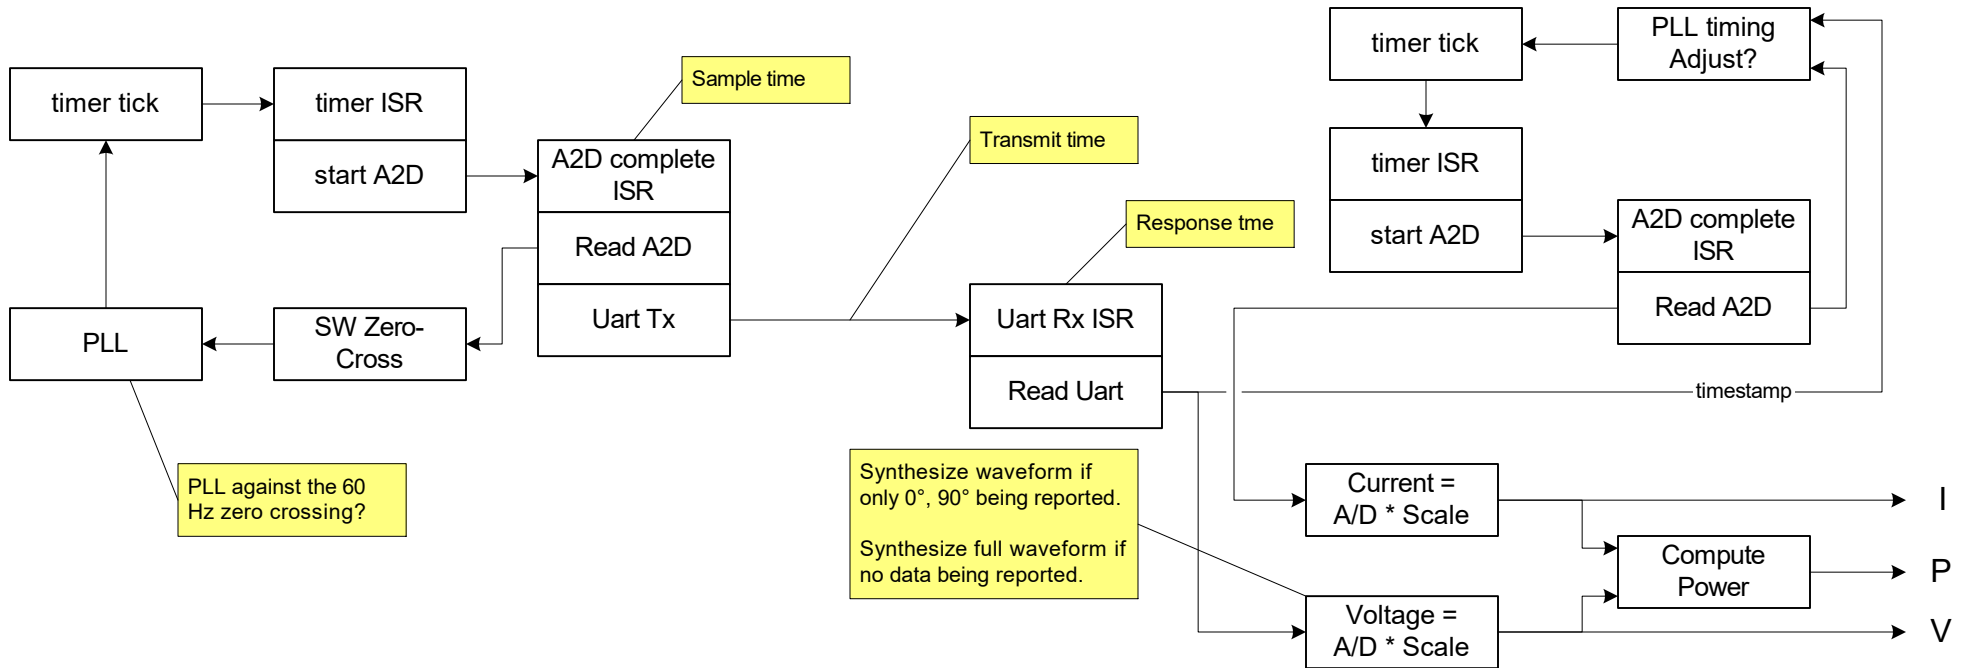 timer tick
timer ISR
start A2D
Sample time
A2D complete
ISR
Read A2D
Uart Tx
PLL
SW Zero-
Cross
PLL against the 60
Hz zero crossing?
Transmit time
Response tme
Uart Rx ISR
Read Uart
timer tick
PLL timing
Adjust?
timer ISR
start A2D
A2D complete
ISR
Read A2D
timestamp
Synthesize waveform if
only 0°, 90° being reported.
Synthesize full waveform if
no data being reported.
Current =
A/D * Scale
Voltage =
A/D * Scale
Compute
Power
I
P
V